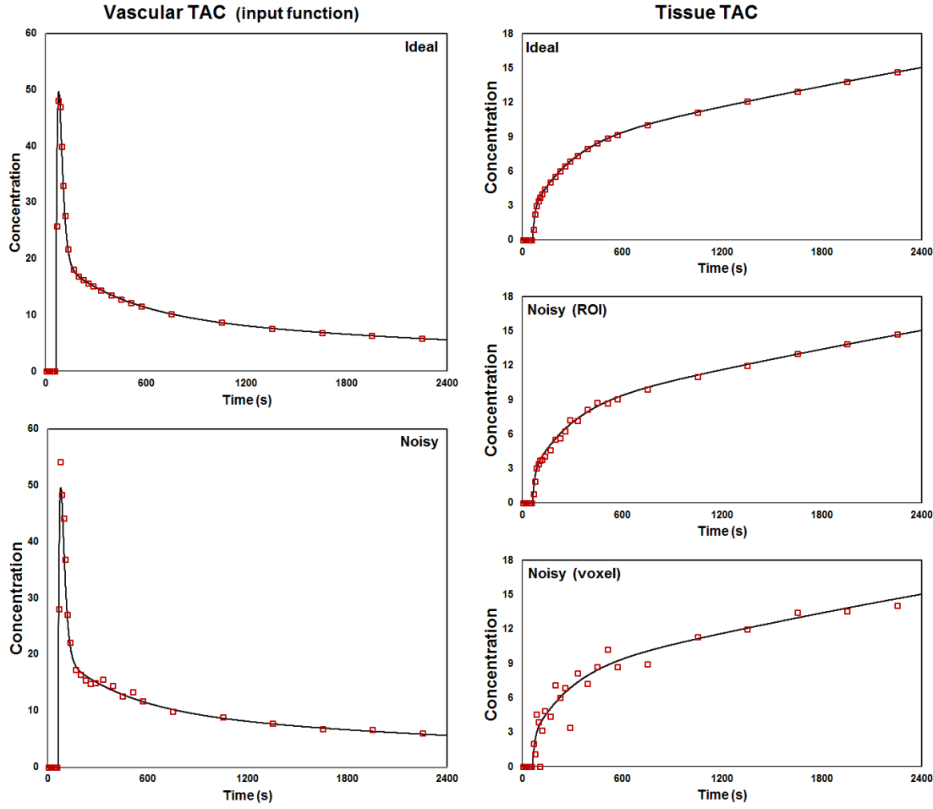 Vascular TAC (input function)
Ideal
Concentration
60
50
40
30
20
10
0
0 600 1200 1800 2400
Time (s)
Noisy
Concentration
60
50
40
30
20
10
0
0 600 1200 1800 2400
Time (s)
Tissue TAC
Ideal
Concentration
18
15
12
9
6
3
0
0 600 1200 1800 2400
Time (s)
Noisy (ROI)
Concentration
18
15
12
9
6
3
0
0 600 1200 1800 2400
Time (s)
Noisy (voxel)
Concentration
18
15
12
9
6
3
0
0 600 1200 1800 2400
Time (s)